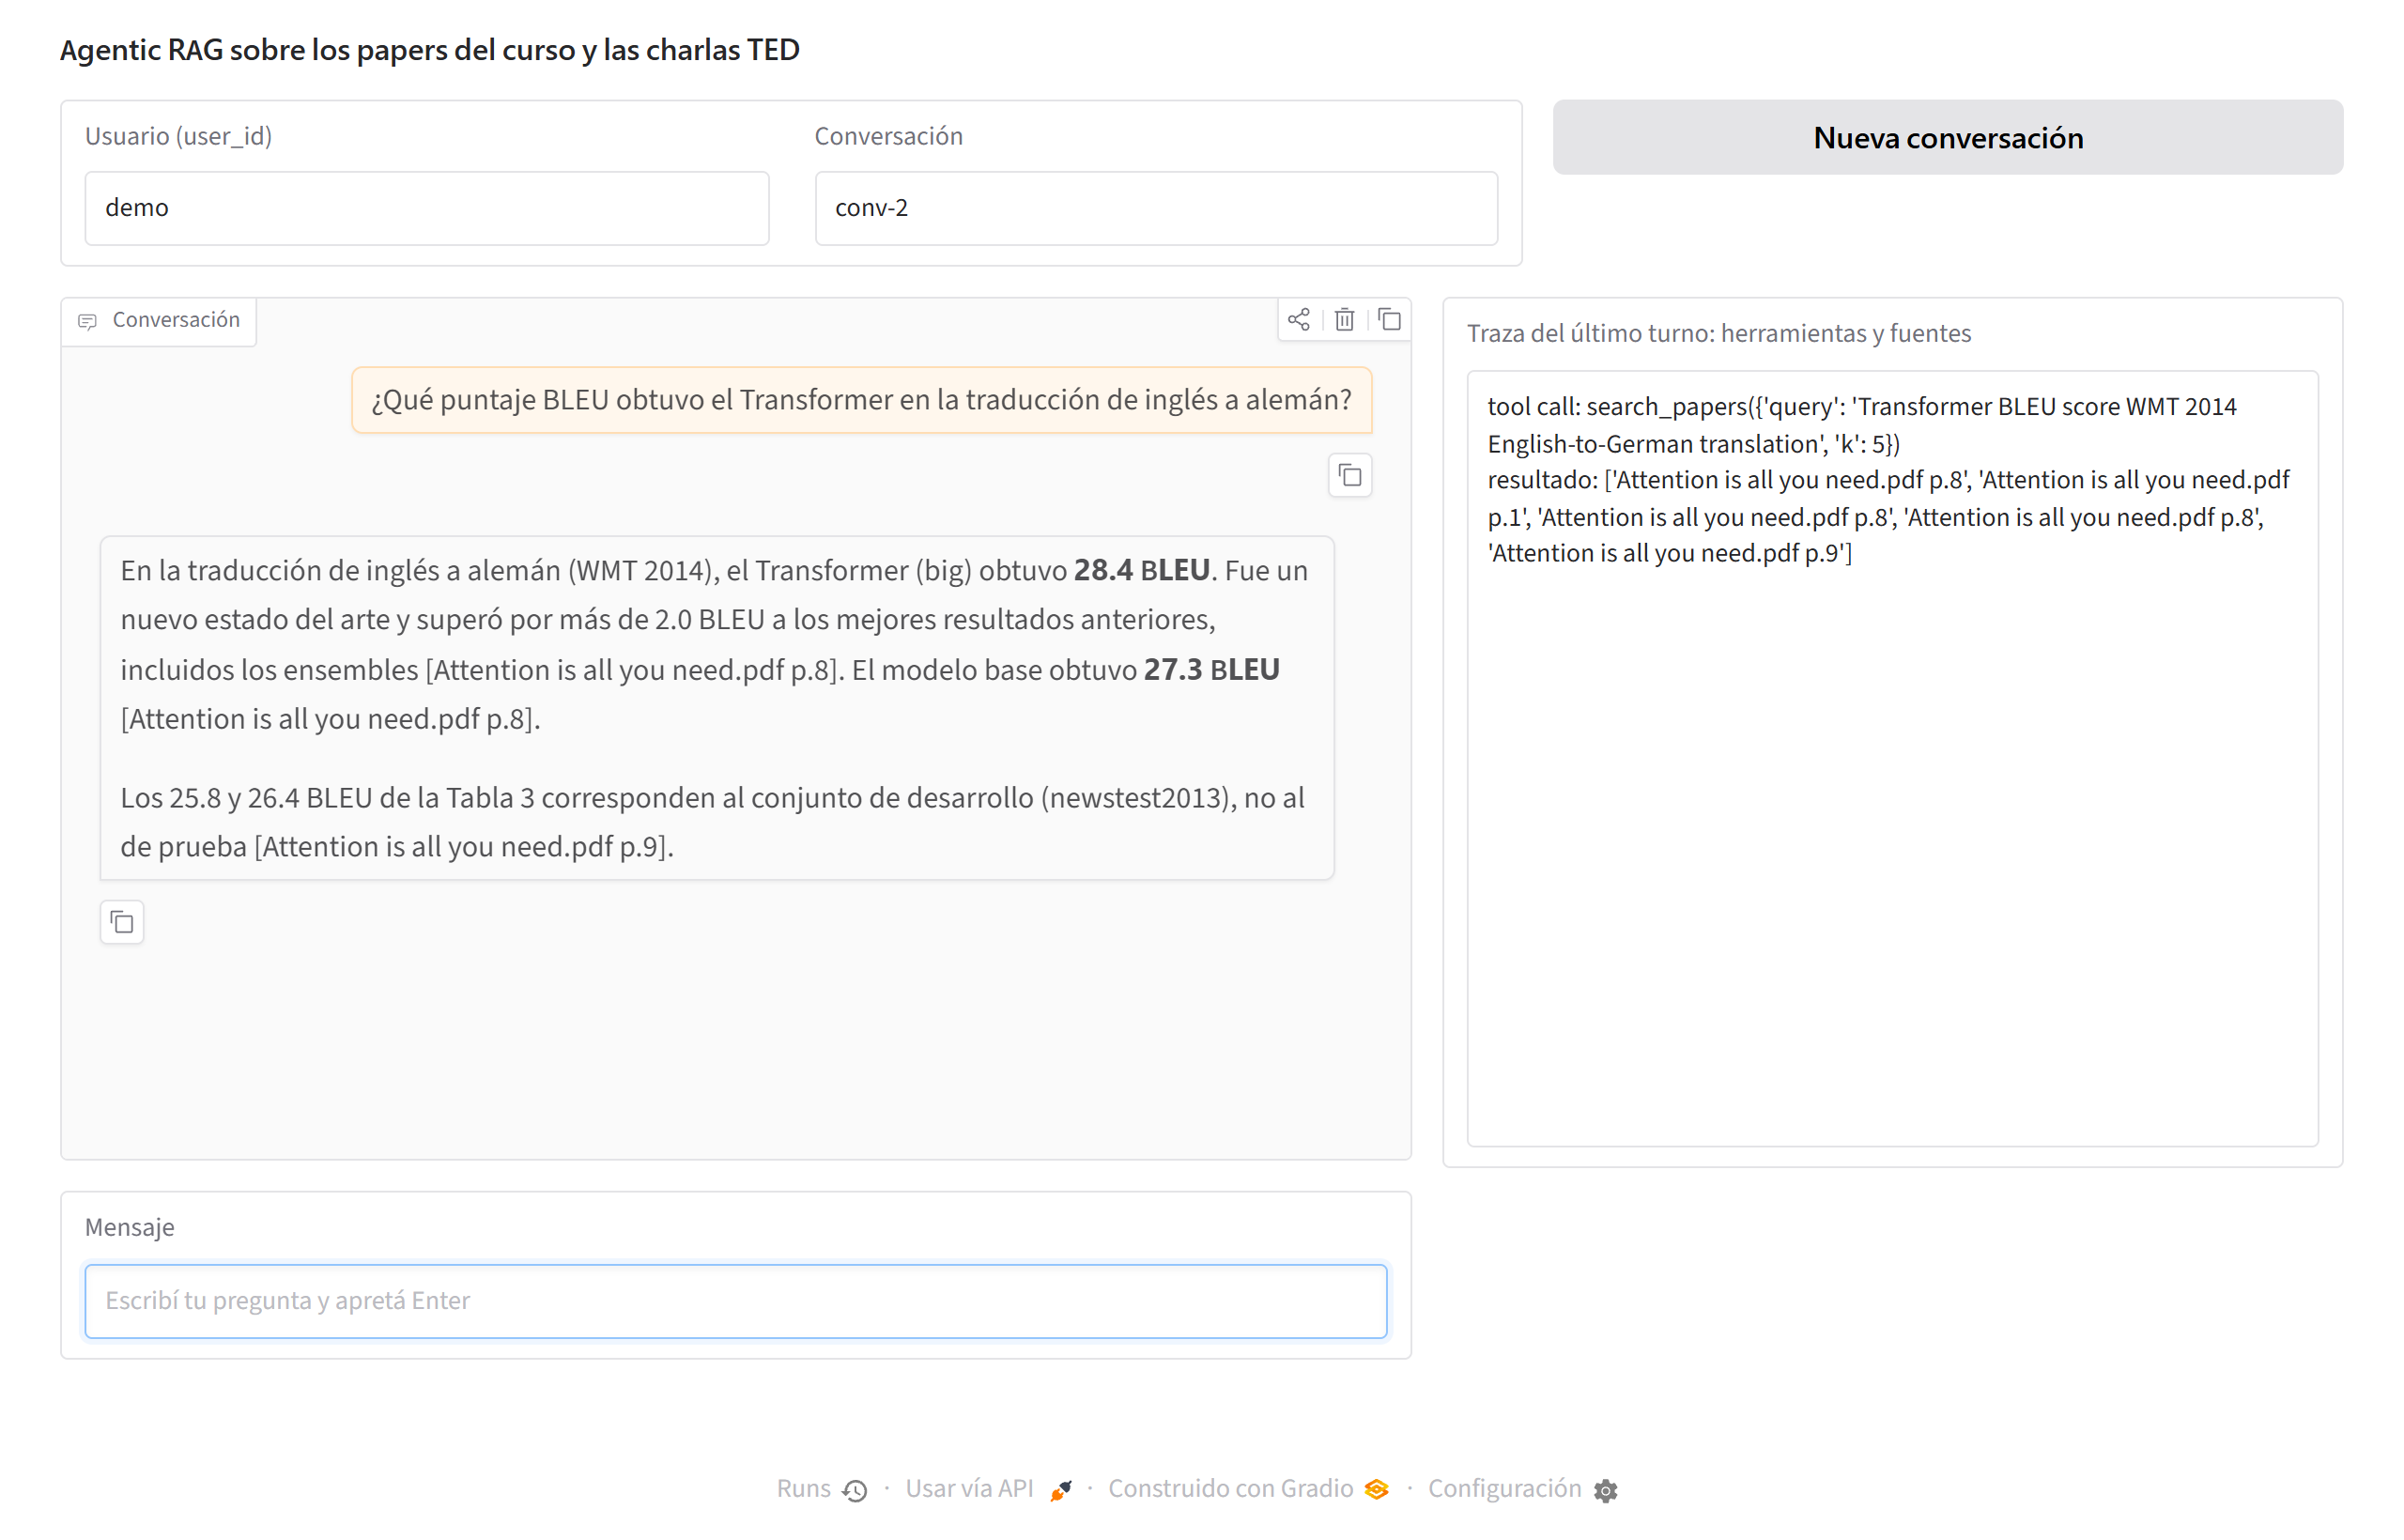 Agentic RAG sobre los papers del curso y las charlas TED
Usuario (user_id)
demo
Conversación
conv-2
Nueva conversación
Conversación
¿Qué puntaje BLEU obtuvo el Transformer en la traducción de inglés a alemán?
En la traducción de inglés a alemán (WMT 2014), el Transformer (big) obtuvo 28.4 BLEU. Fue un
nuevo estado del arte y superó por más de 2.0 BLEU a los mejores resultados anteriores,
incluidos los ensembles [Attention is all you need.pdf p.8]. El modelo base obtuvo 27.3 BLEU
[Attention is all you need.pdf p.8].
Los 25.8 y 26.4 BLEU de la Tabla 3 corresponden al conjunto de desarrollo (newstest2013), no al
de prueba [Attention is all you need.pdf p.9].
Traza del último turno: herramientas y fuentes
tool call: search_papers({'query': 'Transformer BLEU score WMT 2014
English-to-German translation', 'k': 5})
resultado: ['Attention is all you need.pdf p.8', 'Attention is all you need.pdf
p.1', 'Attention is all you need.pdf p.8', 'Attention is all you need.pdf p.8',
'Attention is all you need.pdf p.9']
Mensaje
Escribí tu pregunta y apretá Enter
Runs · Usar vía API · Construido con Gradio · Configuración